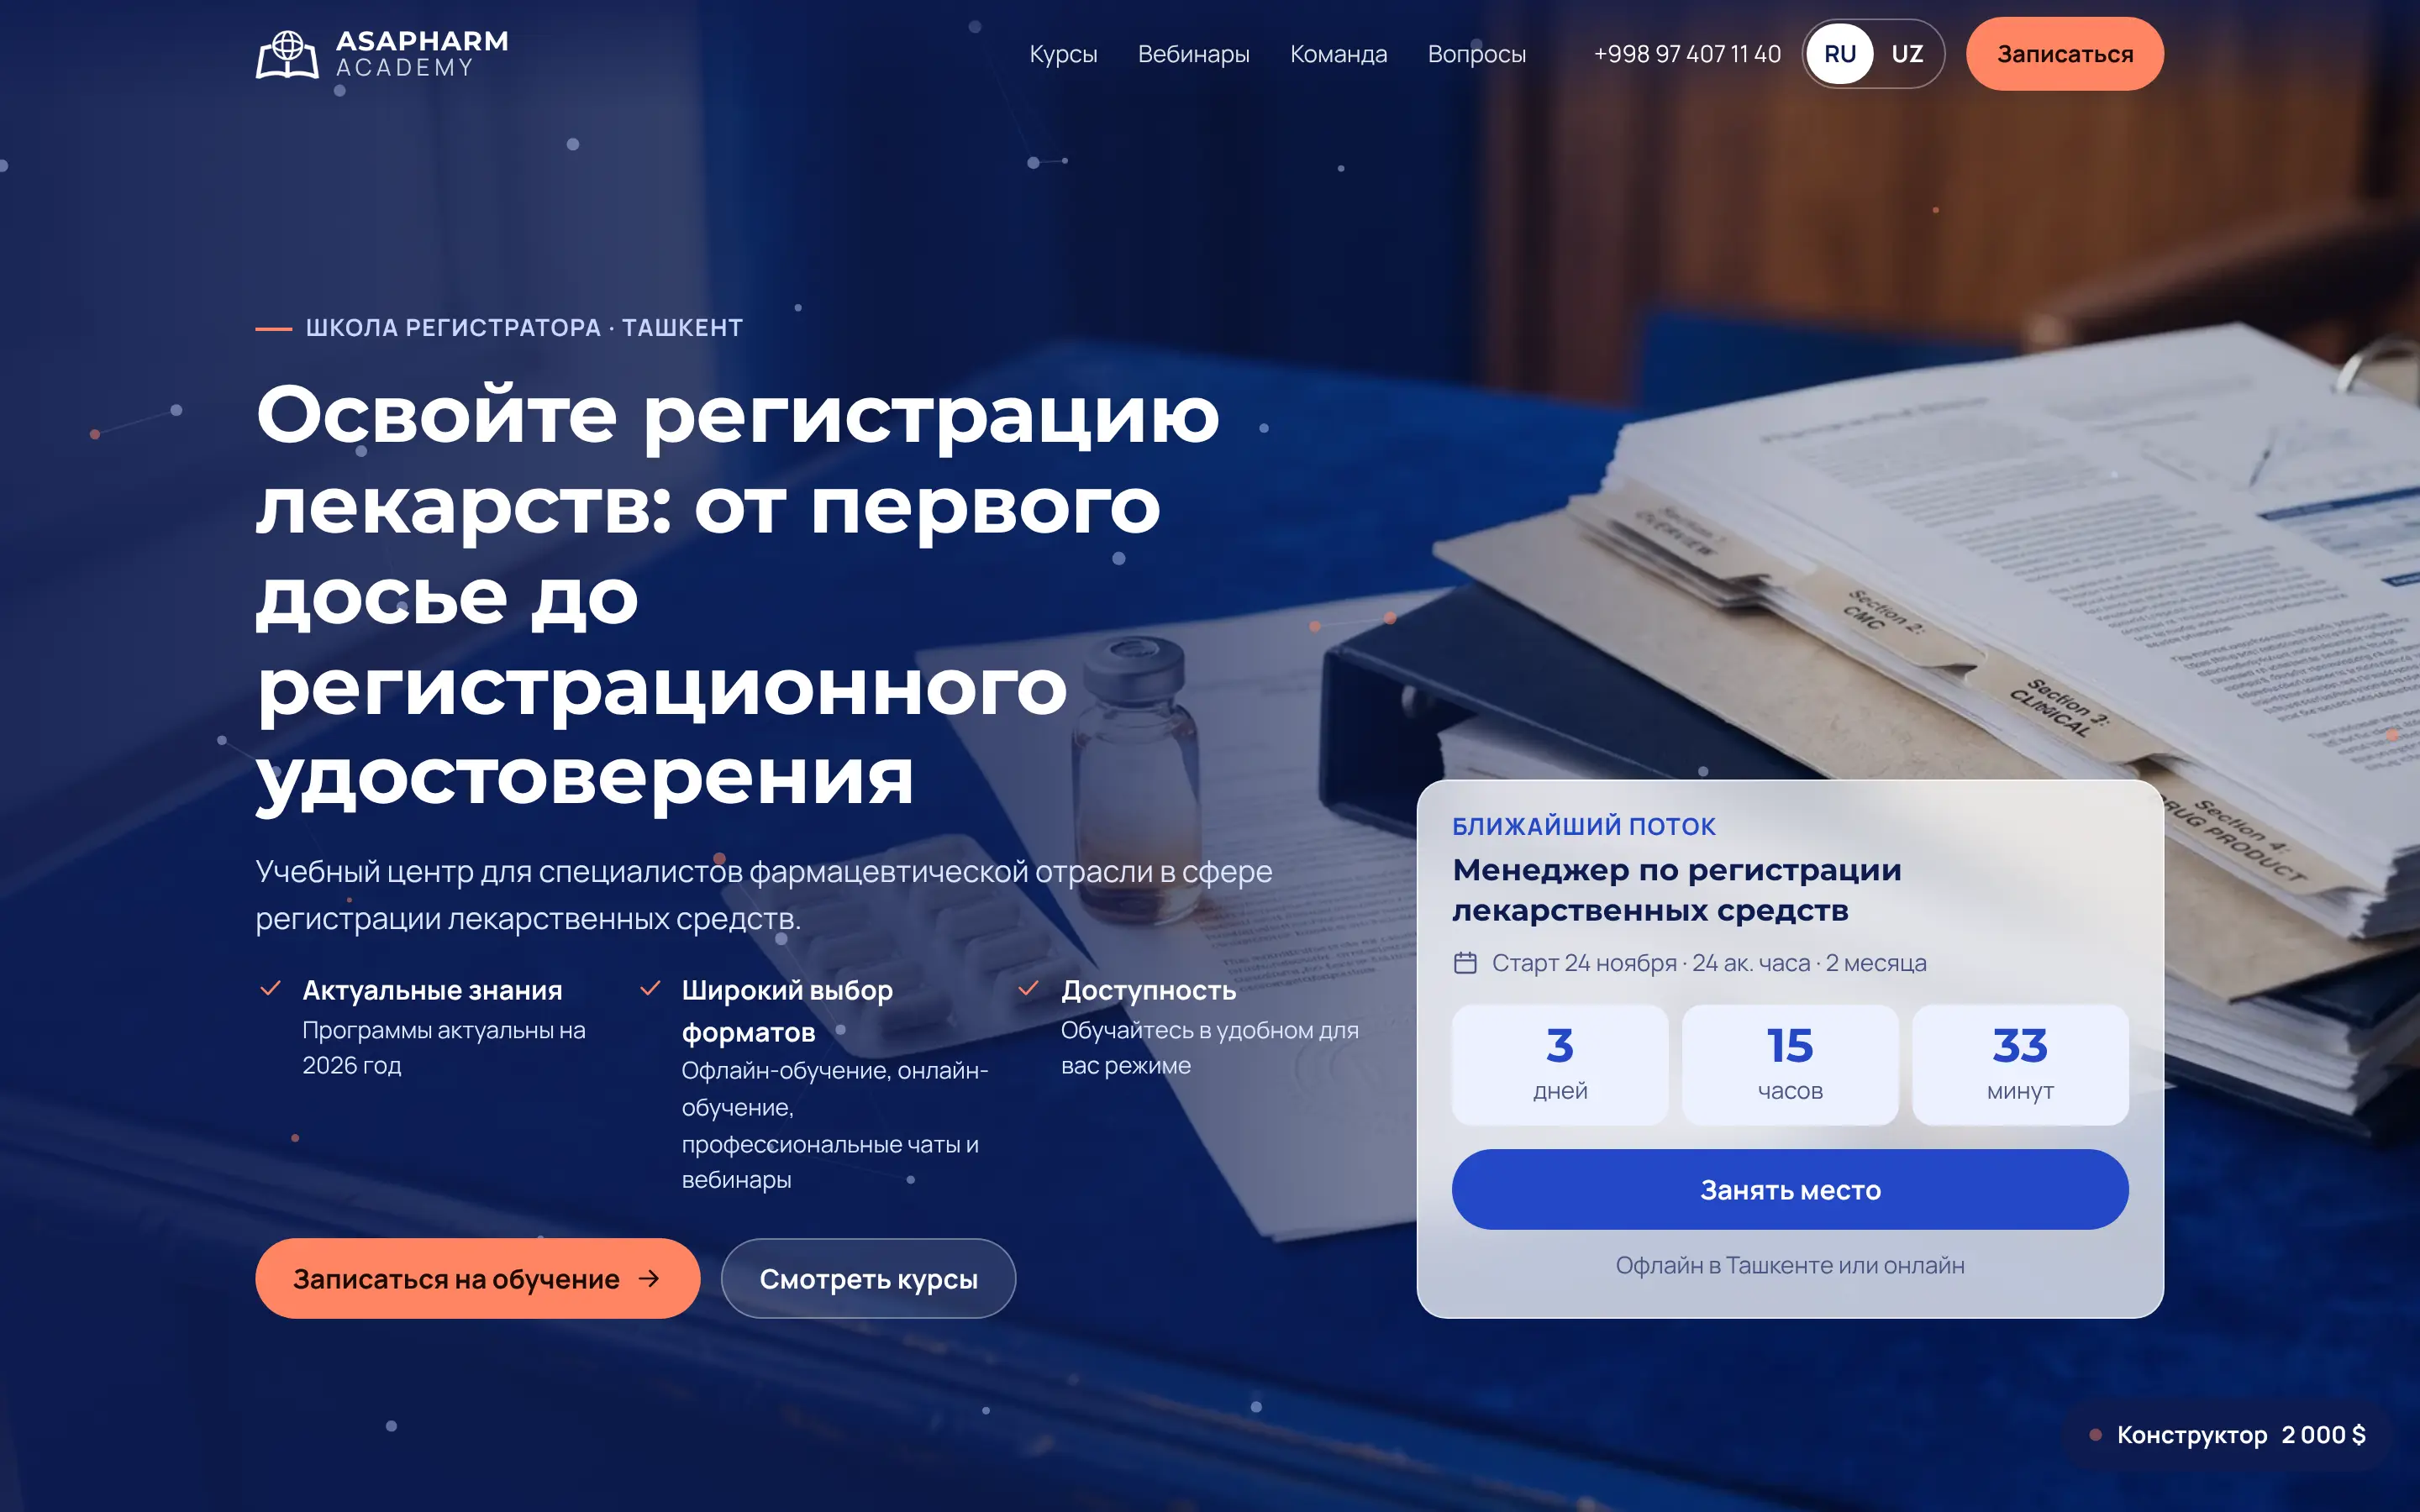 ASAPHARM
ACADEMY
Курсы Вебинары Команда Вопросы +998 97 407 11 40 RU UZ Записаться
ШКОЛА РЕГИСТРАТОРА · ТАШКЕНТ
Освойте регистрацию
лекарств: от первого
досье до
регистрационного
удостоверения
Учебный центр для специалистов фармацевтической отрасли в сфере
регистрации лекарственных средств.
Актуальные знания
Программы актуальны на
2026 год
Широкий выбор
форматов
Офлайн-обучение, онлайн-
обучение,
профессиональные чаты и
вебинары
Доступность
Обучайтесь в удобном для
вас режиме
Записаться на обучение →
Смотреть курсы
OVERVIEW
Section 2:
CMC
Section 3:
CLINICAL
Section 4:
DRUG PRODUCT
БЛИЖАЙШИЙ ПОТОК
Менеджер по регистрации
лекарственных средств
Старт 24 ноября · 24 ак. часа · 2 месяца
3 15 33
дней часов минут
Занять место
Офлайн в Ташкенте или онлайн
Конструктор 2 000 $